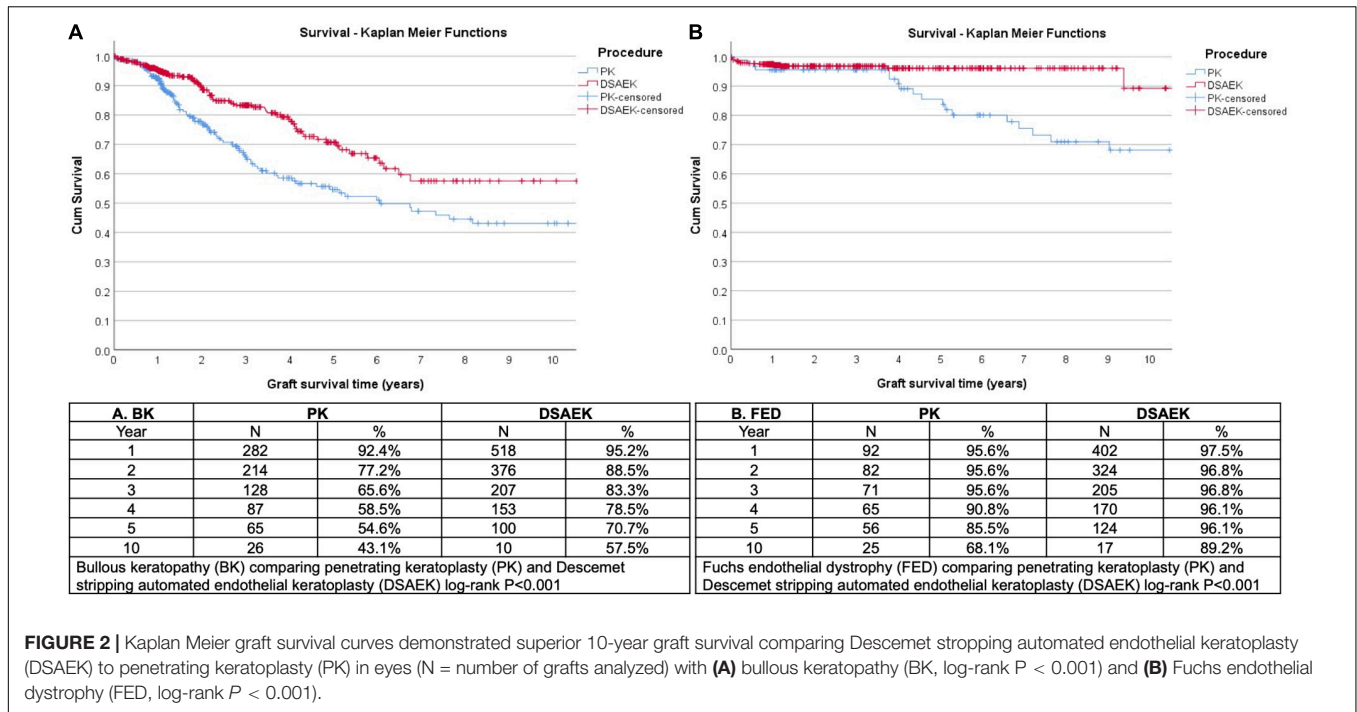 A
Survival - Kaplan Meier Functions
Procedure
PK
DSAEK
PK-censored
DSAEK-censored
Cum Survival
1.0
0.9
0.8
0.7
0.6
0.5
0.4
0.3
0.2
0.1
0.0
0 1 2 3 4 5 6 7 8 9 10
Graft survival time (years)
B
Survival - Kaplan Meier Functions
Procedure
PK
DSAEK
PK-censored
DSAEK-censored
Cum Survival
1.0
0.9
0.8
0.7
0.6
0.5
0.4
0.3
0.2
0.1
0.0
0 1 2 3 4 5 6 7 8 9 10
Graft survival time (years)
A. BK PK DSAEK
Year N % N %
1 282 92.4% 518 95.2%
2 214 77.2% 376 88.5%
3 128 65.6% 207 83.3%
4 87 58.5% 153 78.5%
5 65 54.6% 100 70.7%
10 26 43.1% 10 57.5%
Bullous keratopathy (BK) comparing penetrating keratoplasty (PK) and Descemet
stripping automated endothelial keratoplasty (DSAEK) log-rank P<0.001
B. FED PK DSAEK
Year N % N %
1 92 95.6% 402 97.5%
2 82 95.6% 324 96.8%
3 71 95.6% 205 96.8%
4 65 90.8% 170 96.1%
5 56 85.5% 124 96.1%
10 25 68.1% 17 89.2%
Fuchs endothelial dystrophy (FED) comparing penetrating keratoplasty (PK) and
Descemet stripping automated endothelial keratoplasty (DSAEK) log-rank P<0.001
FIGURE 2 | Kaplan Meier graft survival curves demonstrated superior 10-year graft survival comparing Descemet stropping automated endothelial keratoplasty
(DSAEK) to penetrating keratoplasty (PK) in eyes (N = number of grafts analyzed) with (A) bullous keratopathy (BK, log-rank P < 0.001) and (B) Fuchs endothelial
dystrophy (FED, log-rank P < 0.001).